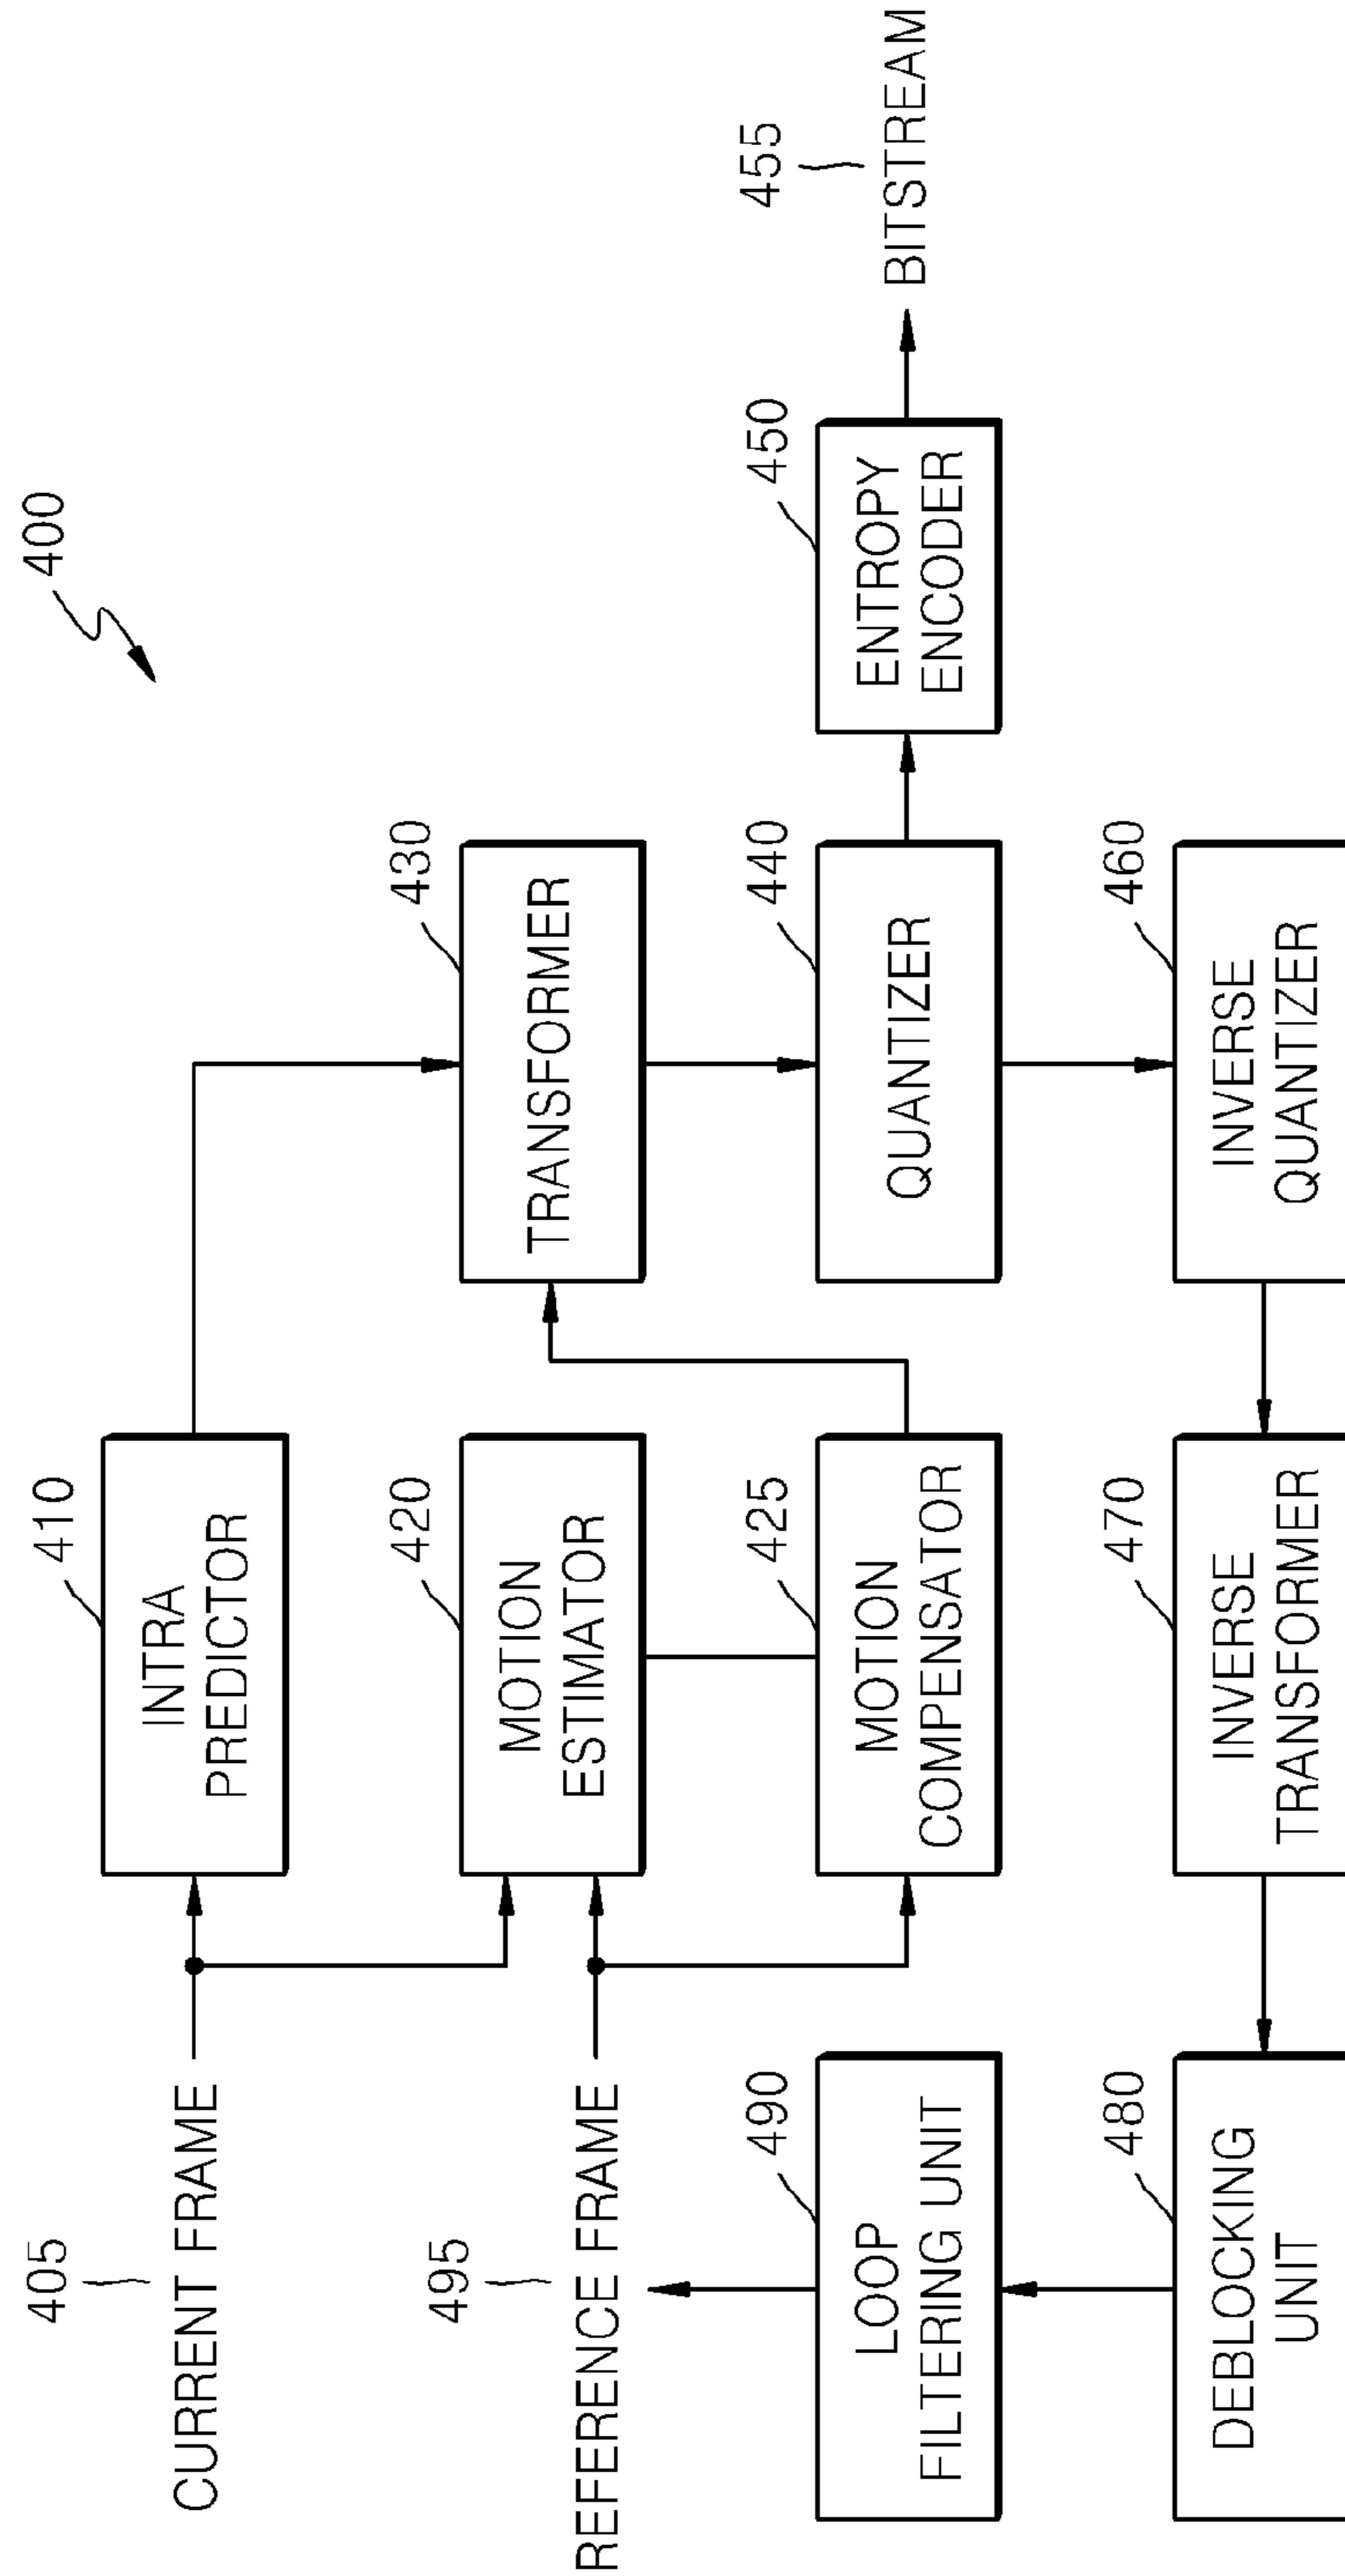 400
405
CURRENT FRAME
410
INTRA
PREDICTOR
495
REFERENCE FRAME
420
MOTION
ESTIMATOR
430
TRANSFORMER
490
LOOP
FILTERING UNIT
425
MOTION
COMPENSATOR
440
QUANTIZER
450
ENTROPY
ENCODER
455
BITSTREAM
480
DEBLOCKING
UNIT
470
INVERSE
TRANSFORMER
460
INVERSE
QUANTIZER